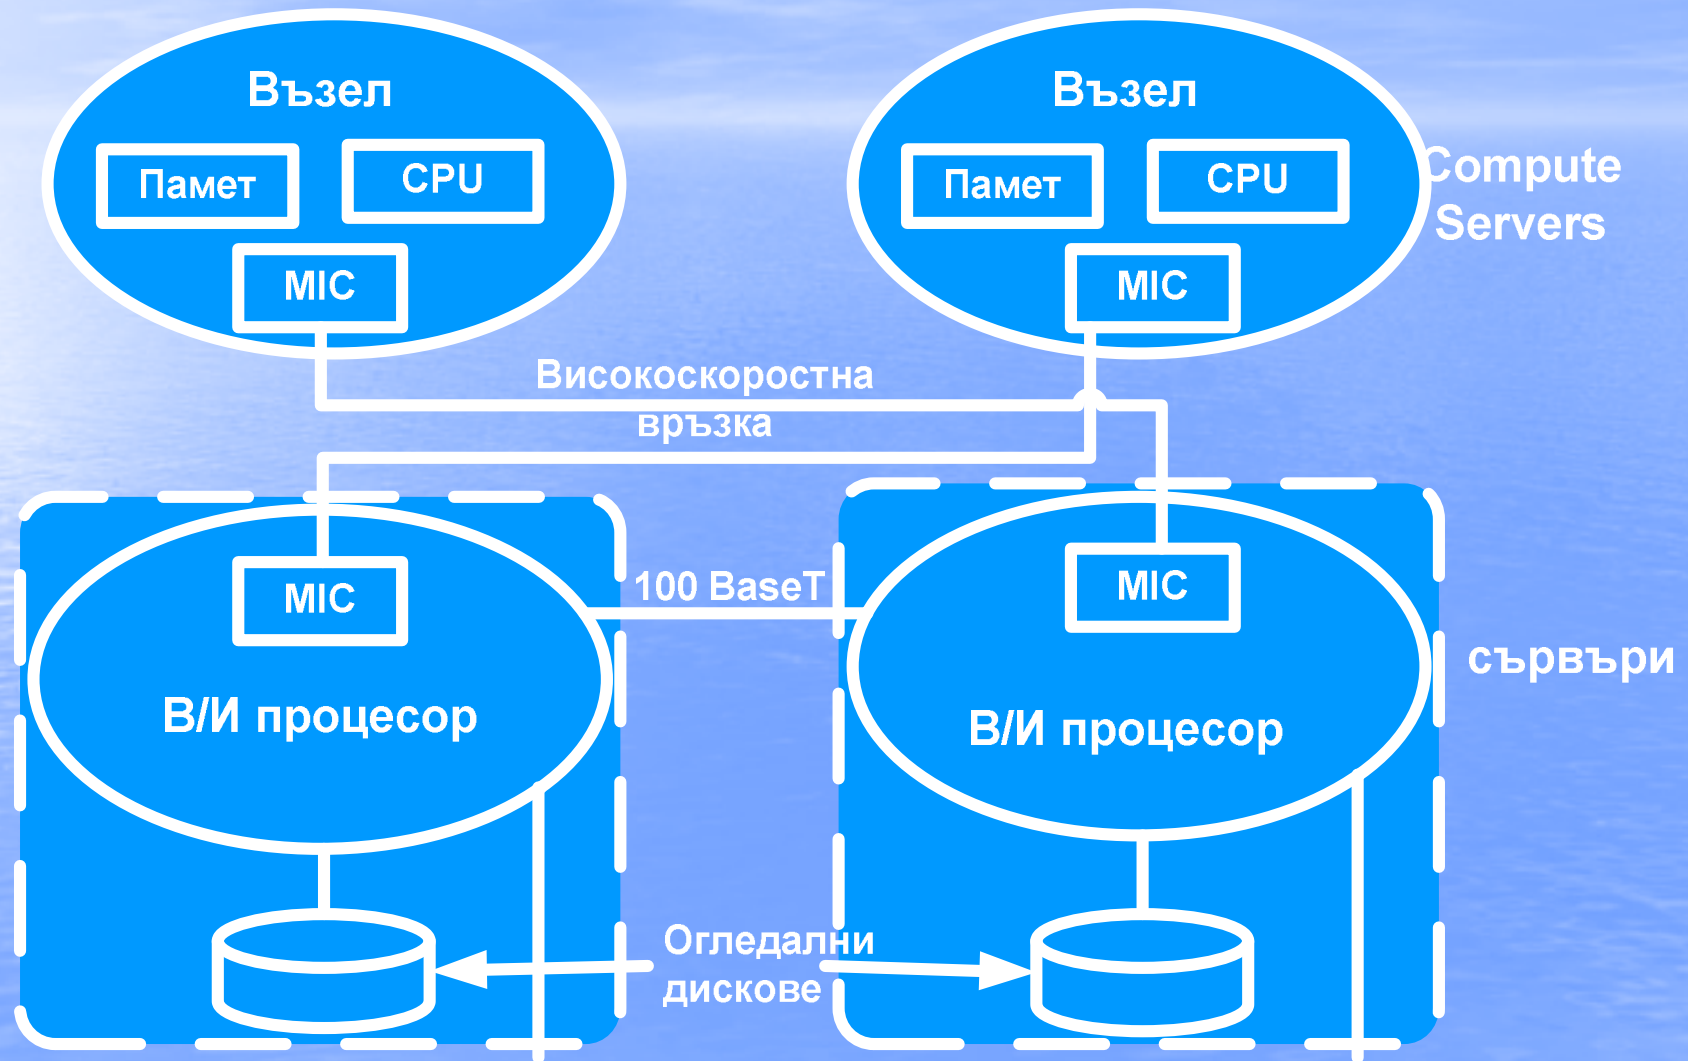 Възел
Възел
Памет
CPU
Памет
CPU
Compute
Servers
MIC
MIC
Високоскоростна
връзка
MIC
100 BaseT
MIC
сървъри
В/И процесор
В/И процесор
Огледални
дискове